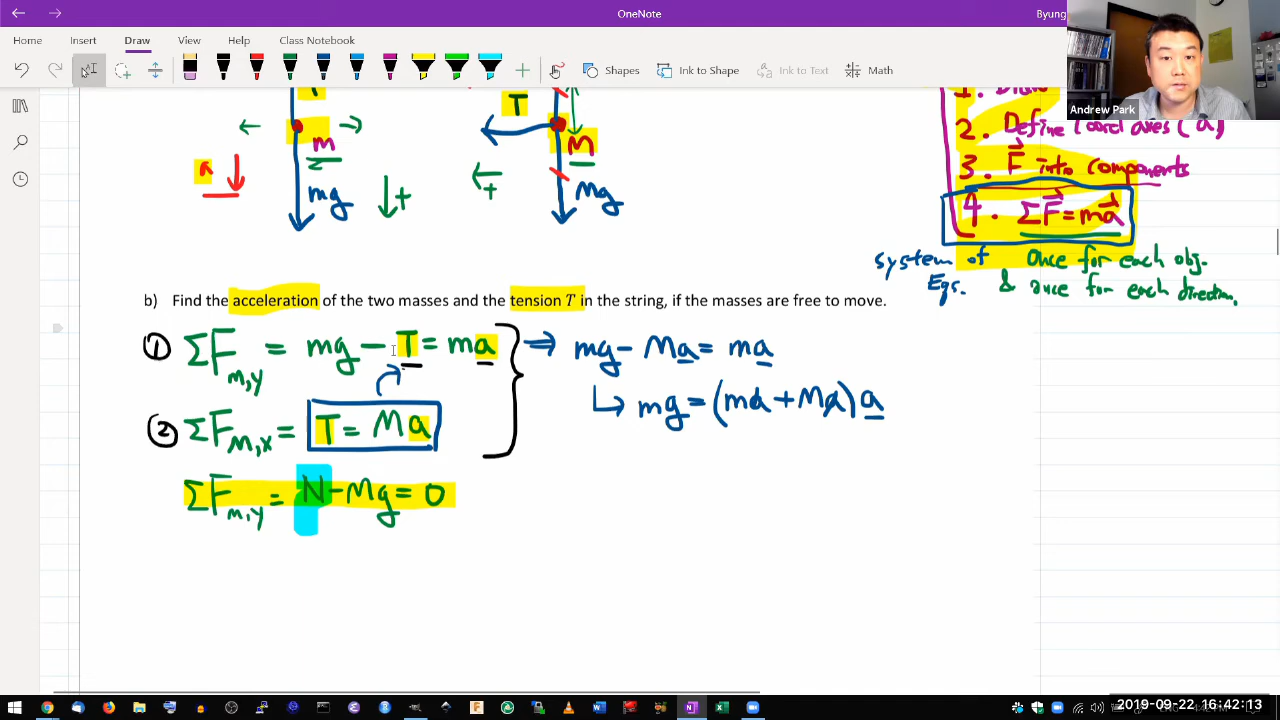 OneNote
Byung
Home Insert Draw View Help Class Notebook
Shapes Ink to Shape Ink to Text Math
Andrew Park
T
T
m
M
a
mg
+
+
Mg
1. Draw
2. Define Coord axes (a)
3. F⃗ into components
4. ΣF⃗=ma⃗
system of Eqs.
once for each obj.
& once for each direction.
b) Find the acceleration of the two masses and the tension T in the string, if the masses are free to move.
① ΣF_m,y = mg - T = ma
⇒ mg - Ma = ma
↳ mg = (ma + Ma) a
② ΣF_M,x = T = Ma
ΣF_m,y = N - Mg = 0
2019-09-22 16:42:13